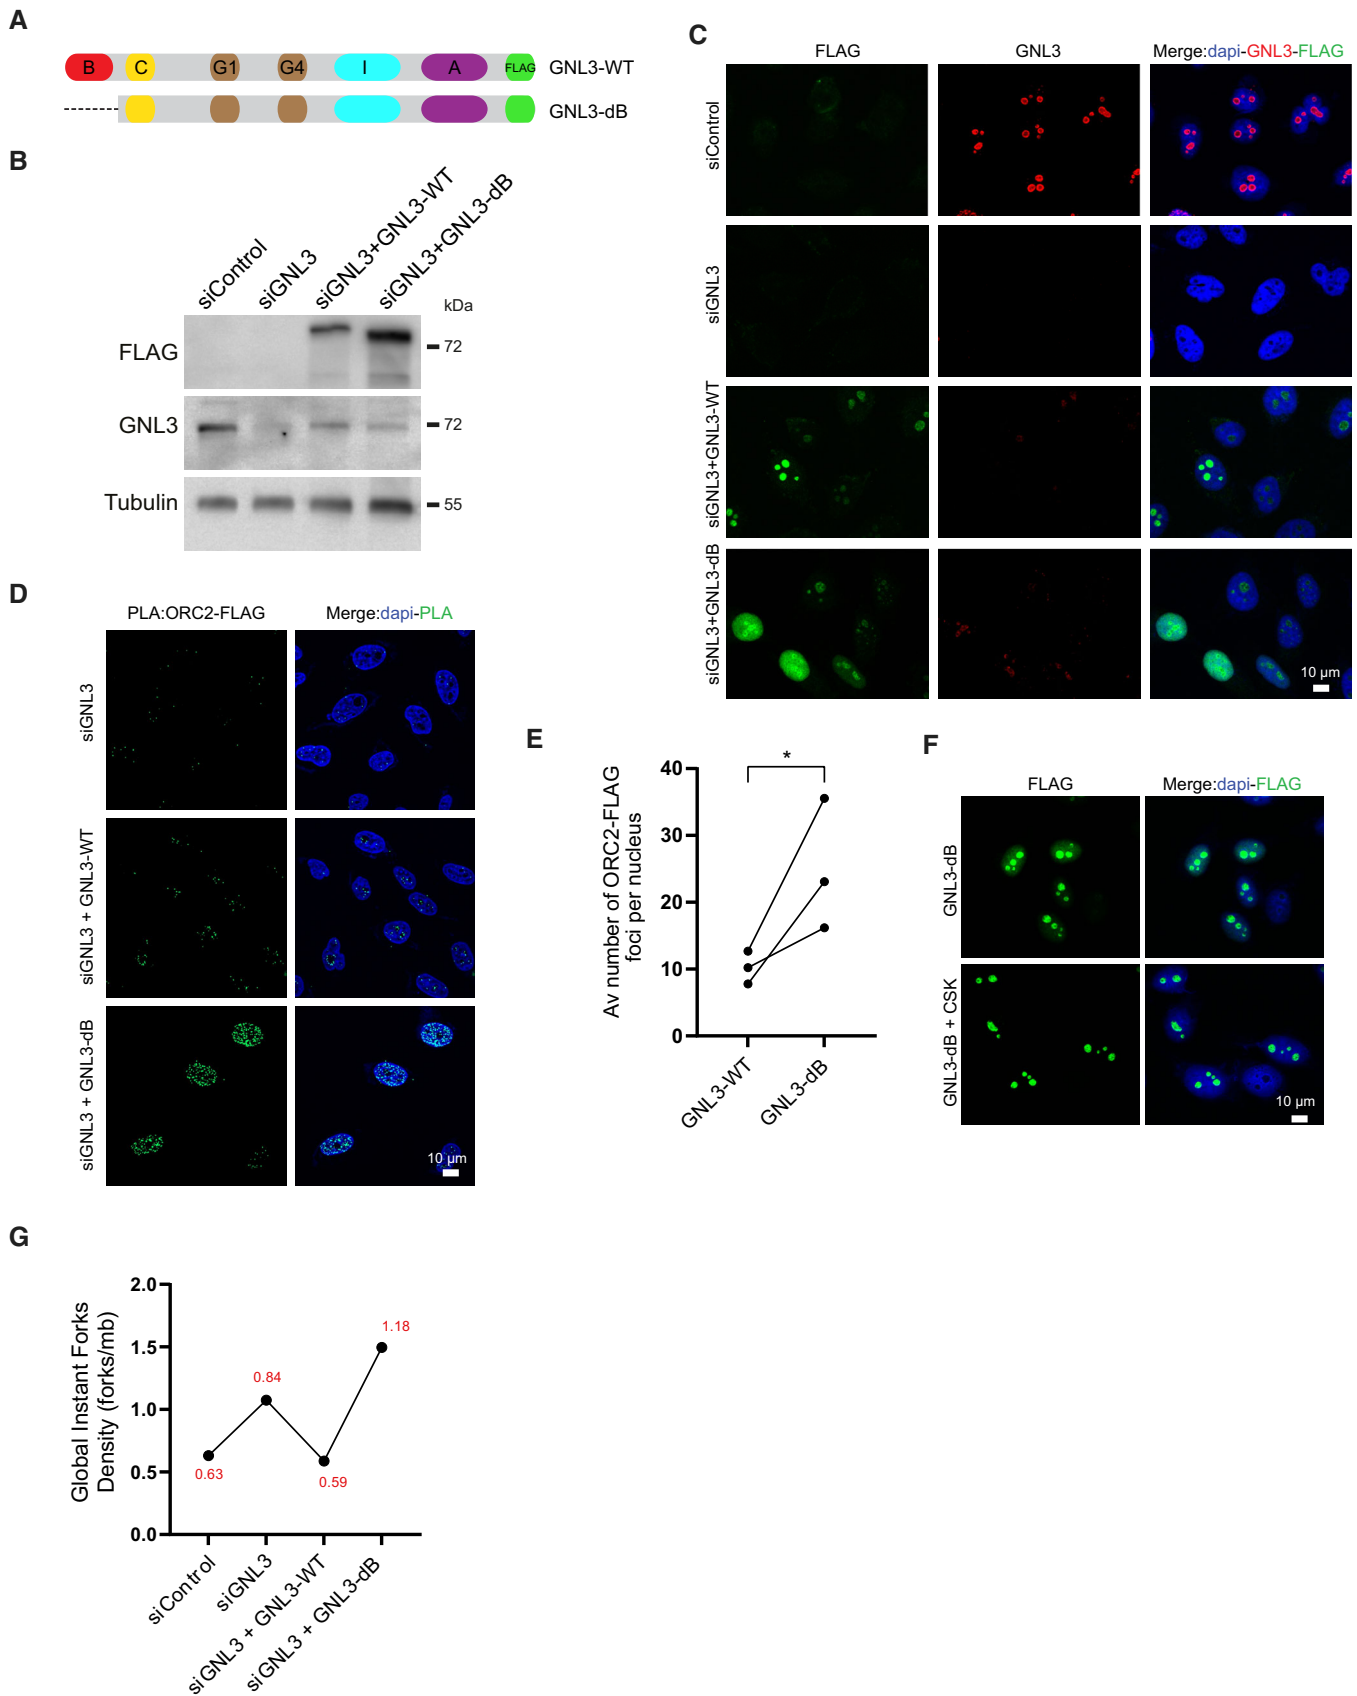 A
B
C
G1
G4
I
A
FLAG
GNL3-WT
GNL3-dB
B
siControl
siGNL3
siGNL3+GNL3-WT
siGNL3+GNL3-dB
kDa
FLAG
72
GNL3
72
Tubulin
55
C
FLAG
GNL3
Merge:dapi-GNL3-FLAG
siControl
siGNL3
siGNL3+GNL3-WT
siGNL3+GNL3-dB
10 µm
D
PLA:ORC2-FLAG
Merge:dapi-PLA
siGNL3
siGNL3 + GNL3-WT
siGNL3 + GNL3-dB
10 µm
E
Av number of ORC2-FLAG
foci per nucleus
40
30
20
10
0
*
GNL3-WT
GNL3-dB
F
FLAG
Merge:dapi-FLAG
GNL3-dB
GNL3-dB + CSK
10 µm
G
Global Instant Forks
Density (forks/mb)
2.0
1.5
1.0
0.5
0.0
0.63
0.84
0.59
1.18
siControl
siGNL3
siGNL3 + GNL3-WT
siGNL3 + GNL3-dB